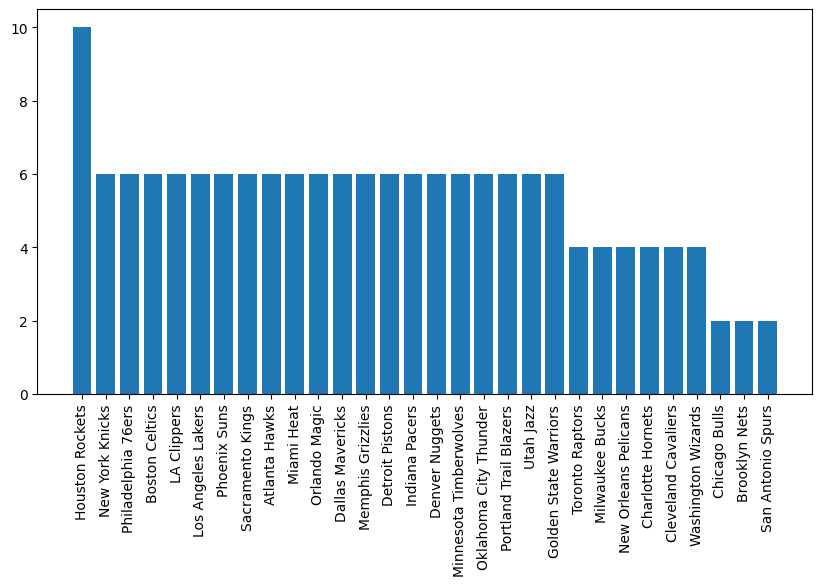 10
8
6
4
2
0
Houston Rockets
New York Knicks
Philadelphia 76ers
Boston Celtics
LA Clippers
Los Angeles Lakers
Phoenix Suns
Sacramento Kings
Atlanta Hawks
Miami Heat
Orlando Magic
Dallas Mavericks
Memphis Grizzlies
Detroit Pistons
Indiana Pacers
Denver Nuggets
Minnesota Timberwolves
Oklahoma City Thunder
Portland Trail Blazers
Utah Jazz
Golden State Warriors
Toronto Raptors
Milwaukee Bucks
New Orleans Pelicans
Charlotte Hornets
Cleveland Cavaliers
Washington Wizards
Chicago Bulls
Brooklyn Nets
San Antonio Spurs